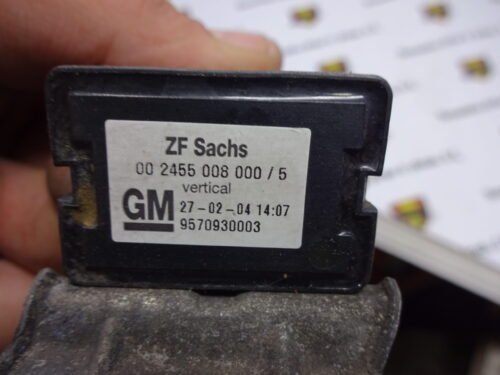 ZF Sachs
00 2455 008 000 / 5
vertical
GM 27-02-04 14:07
9570930003